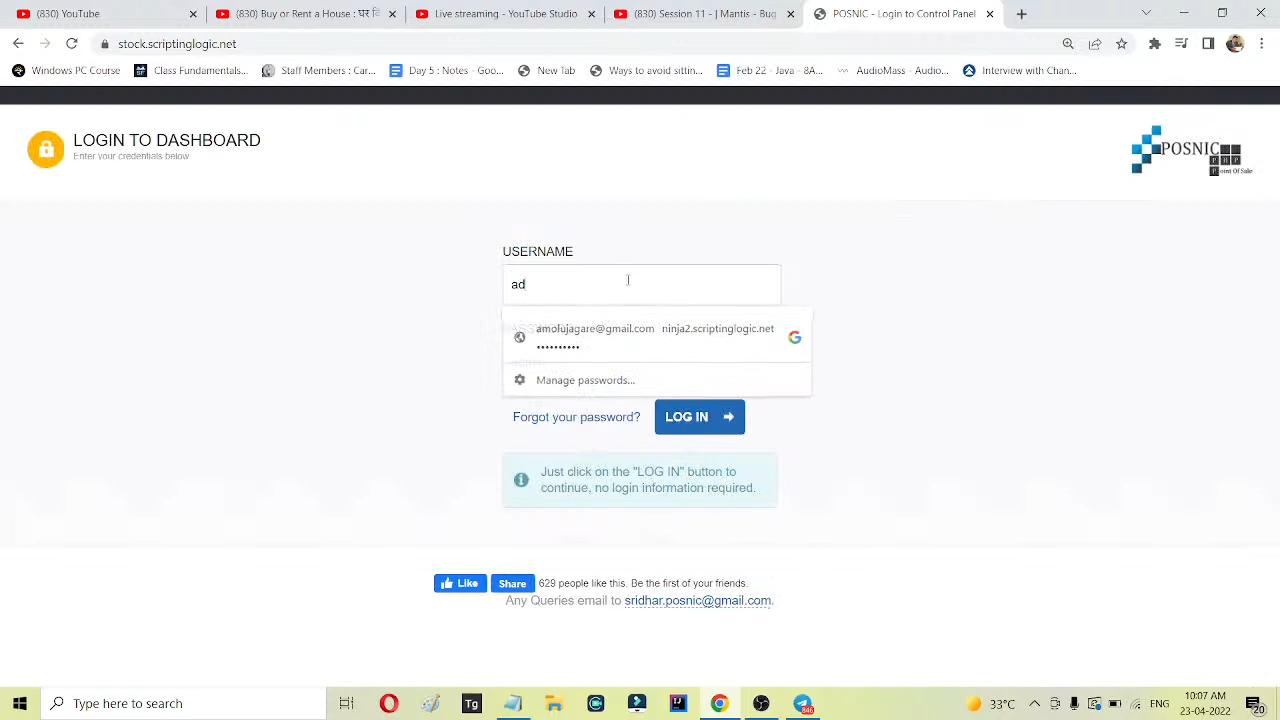 (830) YouTube
(830) Buy or Rent a House
Live streaming - YouTube Studio
(833) Session 11 - Jmeter - Bug
POSNIC - Login to Control Panel
stock.scriptinglogic.net
Windows PC Course
Class Fundamentals...
Staff Members : Car...
Day 5 : Notes - Goo...
New Tab
Ways to avoid sittin...
Feb 22 - Java - 8A...
AudioMass - Audio...
Interview with Chan...
LOGIN TO DASHBOARD
Enter your credentials below
POSNIC
PHP
Point Of Sale
USERNAME
ad
amolujagare@gmail.com ninja2.scriptinglogic.net
••••••••••
Manage passwords...
Forgot your password?
LOG IN
Just click on the "LOG IN" button to
continue, no login information required.
Like
Share
629 people like this. Be the first of your friends.
Any Queries email to sridhar.posnic@gmail.com.
Type here to search
Tg
846
33°C
ENG
10:07 AM
23-04-2022
20